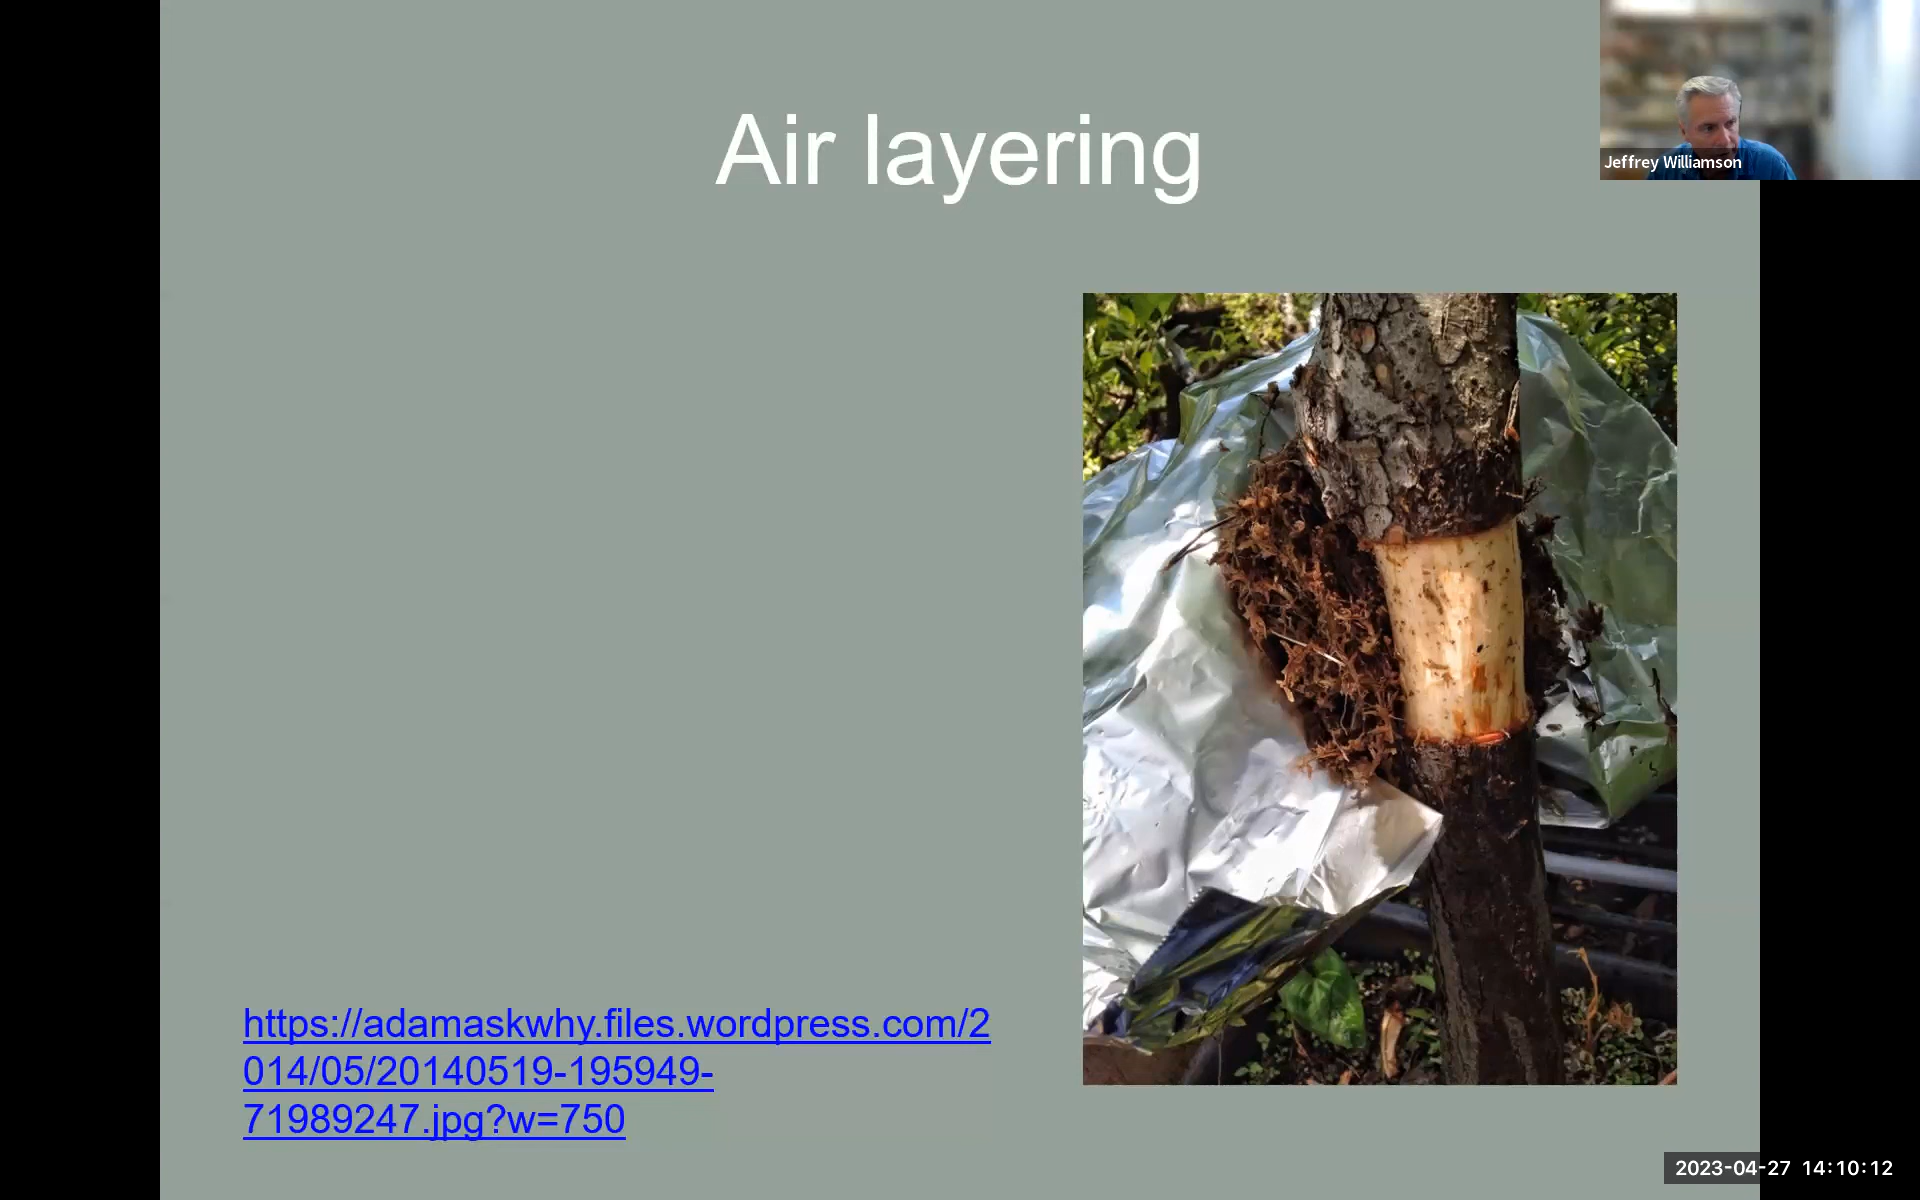 Air layering
Jeffrey Williamson
https://adamaskwhy.files.wordpress.com/2
014/05/20140519-195949-
71989247.jpg?w=750
2023-04-27 14:10:12